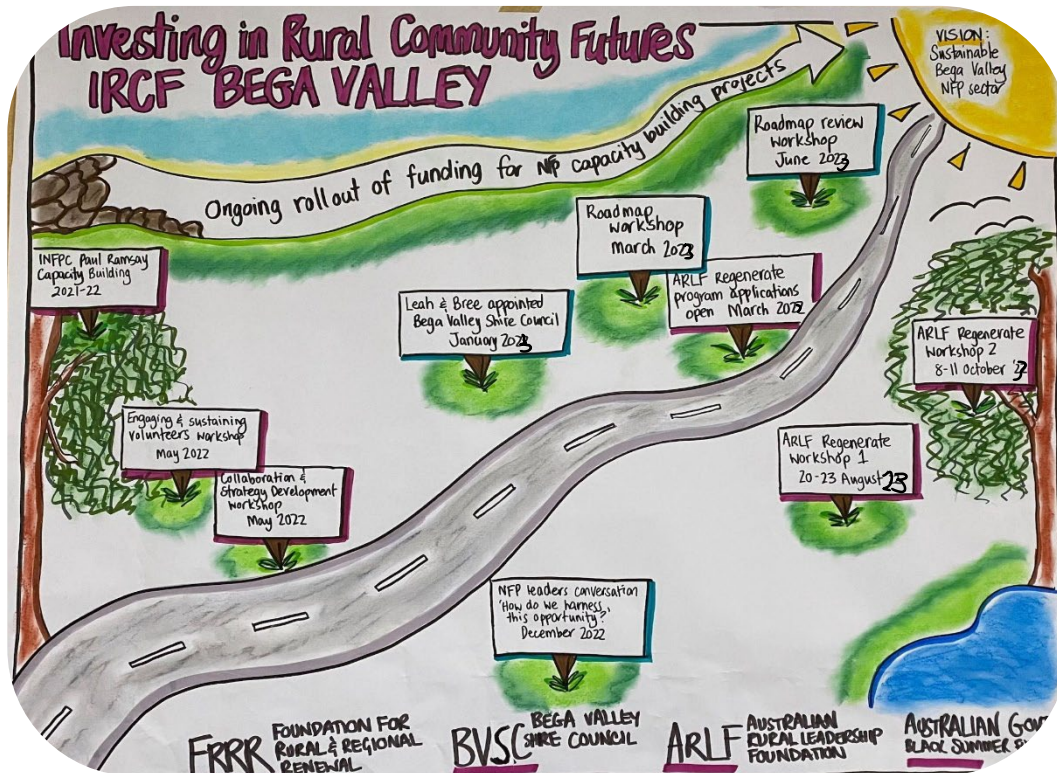 Investing in Rural Community Futures
IRCF BEGA VALLEY
VISION:
Sustainable
Bega Valley
NFP sector
Ongoing rollout of funding for NFP capacity building projects
Roadmap review
workshop
June 2023
Roadmap
workshop
March 2023
INFPC Paul Ramsay
Capacity Building
2021-22
ARLF Regenerate
program applications
open March 202
Leah & Bree appointed
Bega Valley Shire Council
January 2023
ARLF Regenerate
Workshop 2
8-11 October '23
Engaging & sustaining
volunteers workshop
May 2022
ARLF Regenerate
Workshop 1
20-23 August 23
Collaboration &
Strategy Development
workshop
May 2022
NFP leaders conversation
'How do we harness
this opportunity?'
December 2022
FRRR
FOUNDATION FOR
RURAL & REGIONAL
RENEWAL
BVSC
BEGA VALLEY
SHIRE COUNCIL
ARLF
AUSTRALIAN
RURAL LEADERSHIP
FOUNDATION
AUSTRALIAN GOV
BLACK SUMMER